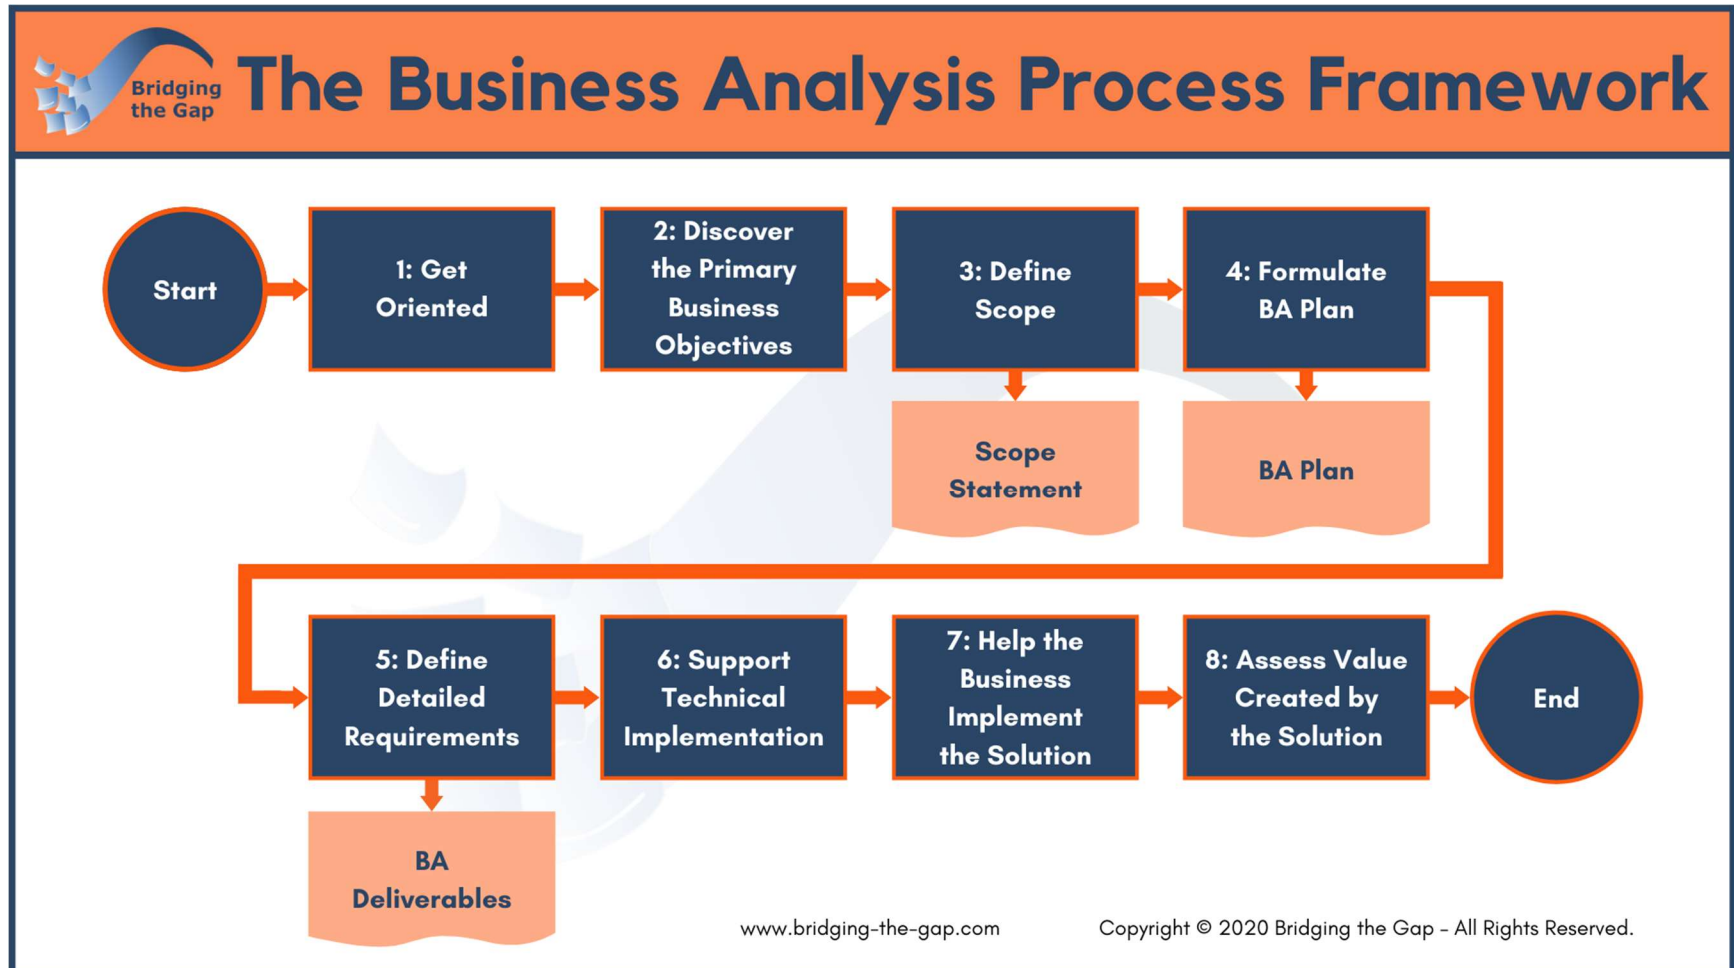 Bridging
the Gap
The Business Analysis Process Framework
Start
1: Get
Oriented
2: Discover
the Primary
Business
Objectives
3: Define
Scope
4: Formulate
BA Plan
Scope
Statement
BA Plan
5: Define
Detailed
Requirements
6: Support
Technical
Implementation
7: Help the
Business
Implement
the Solution
8: Assess Value
Created by
the Solution
End
BA
Deliverables
www.bridging-the-gap.com
Copyright © 2020 Bridging the Gap - All Rights Reserved.